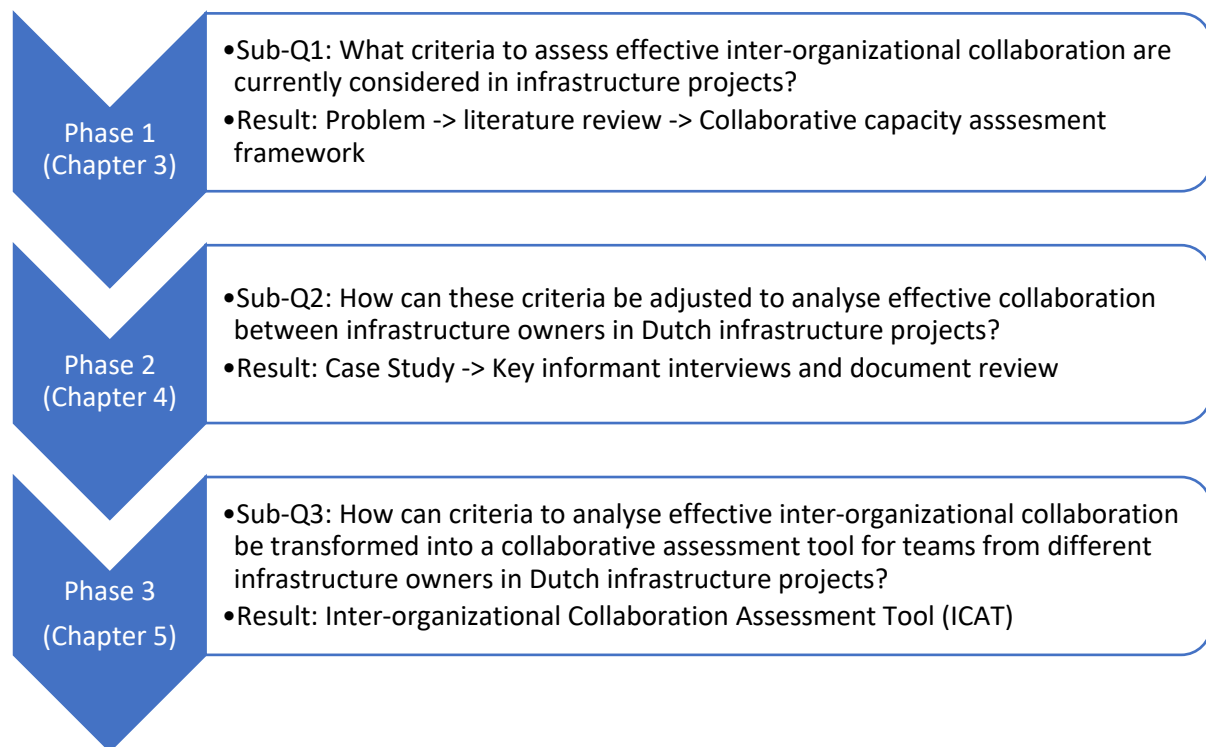 Phase 1
(Chapter 3)
•Sub-Q1: What criteria to assess effective inter-organizational collaboration are
currently considered in infrastructure projects?
•Result: Problem -> literature review -> Collaborative capacity asssesment
framework
Phase 2
(Chapter 4)
•Sub-Q2: How can these criteria be adjusted to analyse effective collaboration
between infrastructure owners in Dutch infrastructure projects?
•Result: Case Study -> Key informant interviews and document review
Phase 3
(Chapter 5)
•Sub-Q3: How can criteria to analyse effective inter-organizational collaboration
be transformed into a collaborative assessment tool for teams from different
infrastructure owners in Dutch infrastructure projects?
•Result: Inter-organizational Collaboration Assessment Tool (ICAT)